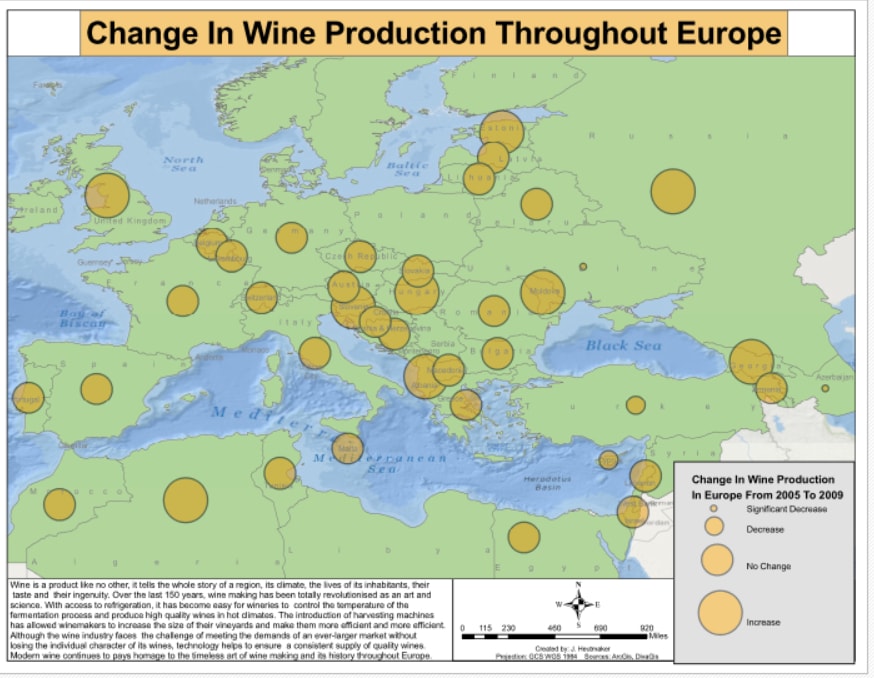 Change In Wine Production Throughout Europe
Finland
Estonia
Russia
North
Sea
Baltic
Sea
Latvia
Lithuania
Denmark
Ireland
United Kingdom
Netherlands
Belarus
Poland
Germany
Belgium
Guernsey
Czech Republic
Ukraine
Slovakia
France
Switzerland
Austria
Hungary
Moldova
Bay of
Biscan
Italy
Romania
Serbia
Black Sea
Monaco
Andorra
Bulgaria
Georgia
Spain
Macedonia
Albania
Armenia
Azerbaijan
Portugal
Greece
Turkey
Gibraltar
Malta
Mediterranean
Sea
Syria
Herodotus
Basin
Morocco
Algeria
Libya
Egypt
Change In Wine Production
In Europe From 2005 To 2009
Significant Decrease
Decrease
No Change
Increase
Wine is a product like no other, it tells the whole story of a region, its climate, the lives of its inhabitants, their
taste and their ingenuity. Over the last 150 years, wine making has been totally revolutionised as an art and
science. With access to refrigeration, it has become easy for wineries to control the temperature of the
fermentation process and produce high quality wines in hot climates. The introduction of harvesting machines
has allowed winemakers to increase the size of their vineyards and make them more efficient and more efficient.
Although the wine industry faces the challenge of meeting the demands of an ever-larger market without
losing the individual character of its wines, technology helps to ensure a consistent supply of quality wines.
Modern wine continues to pays homage to the timeless art of wine making and its history throughout Europe.
N
W E
S
0 115 230 460 690 920
Miles
Created by: J. Heutmaker
Projection: GCS WGS 1984 Sources: ArcGis, DivaGis